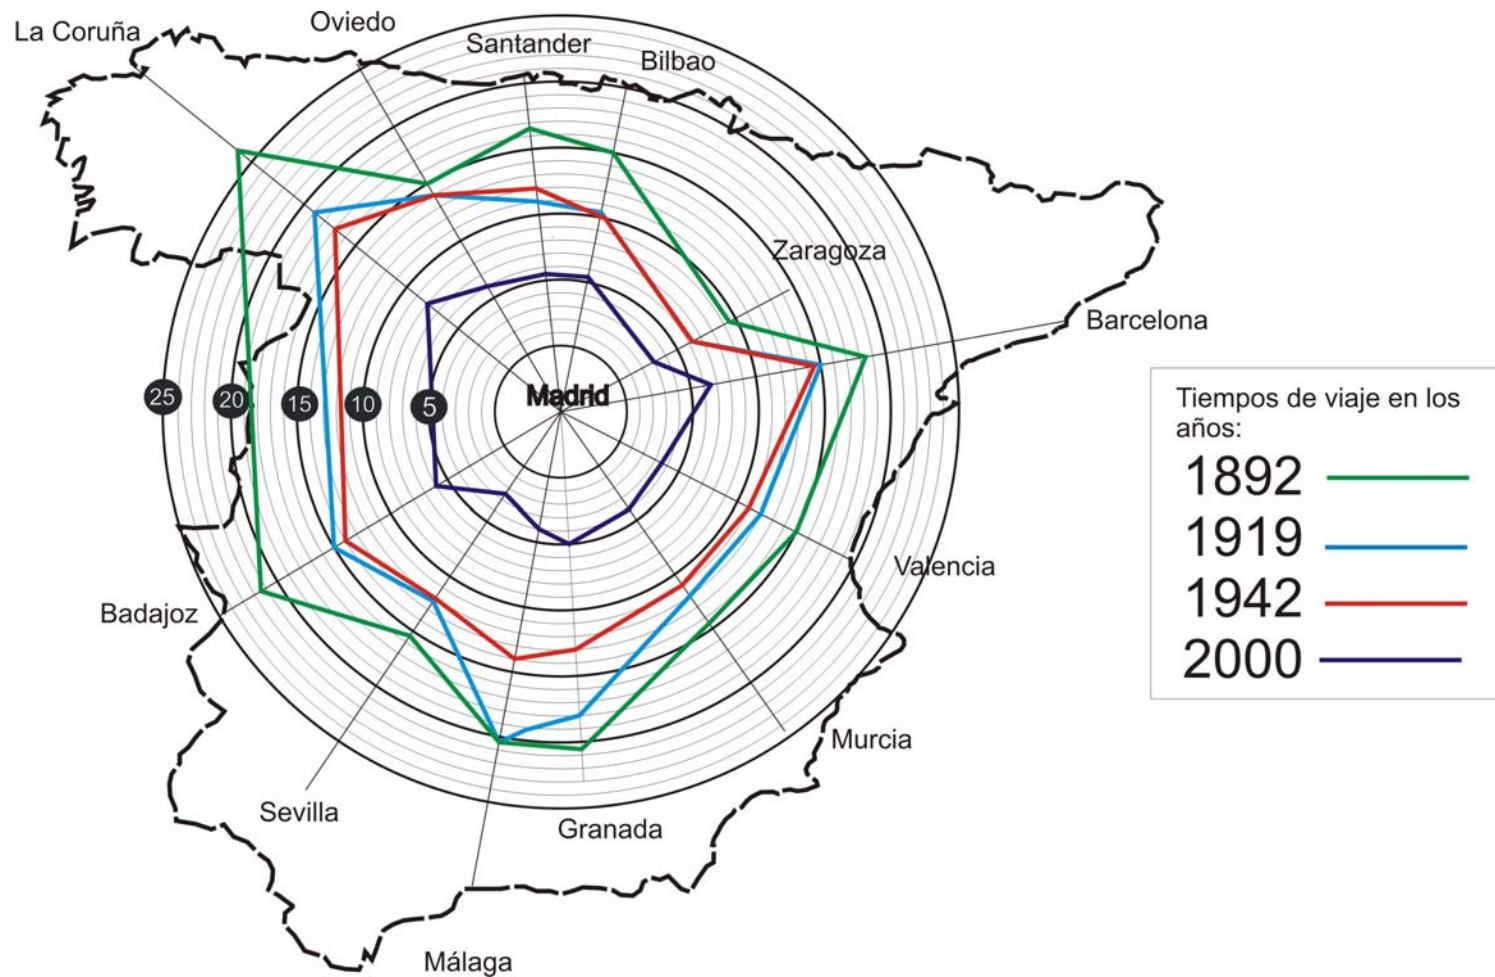 La Coruña
Oviedo
Santander
Bilbao
Zaragoza
Barcelona
Madrid
25
20
15
10
5
Tiempos de viaje en los
años:
1892
1919
1942
2000
Valencia
Badajoz
Murcia
Sevilla
Granada
Málaga